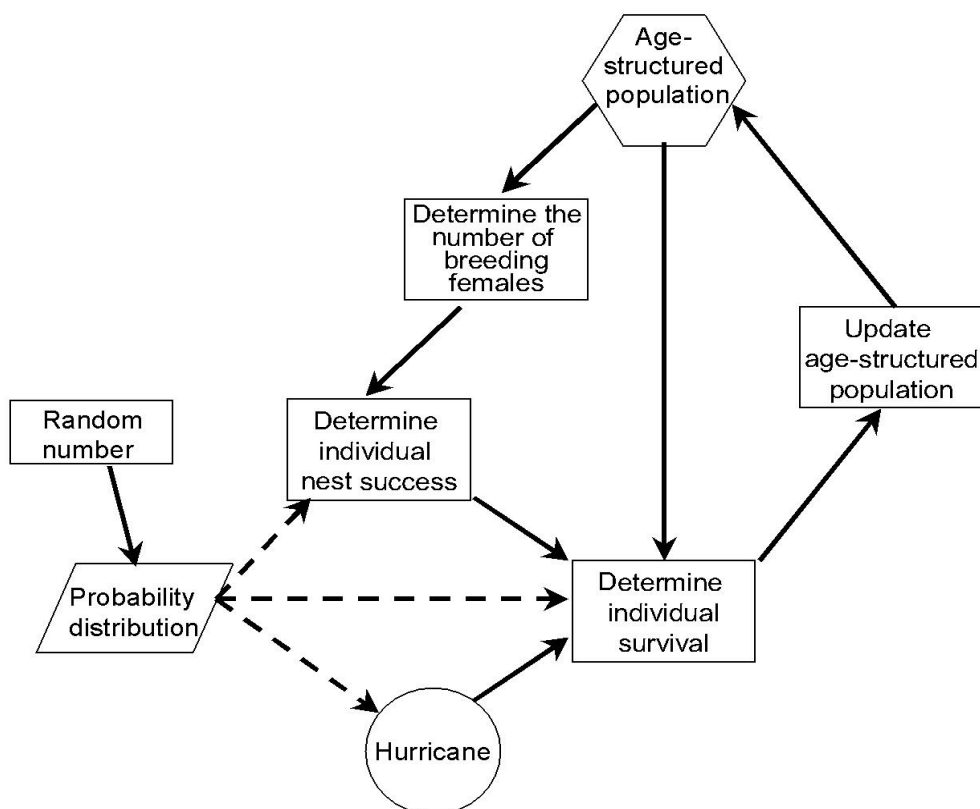 Age-
structured
population
Determine the
number of
breeding
females
Update
age-structured
population
Random
number
Determine
individual
nest success
Probability
distribution
Determine
individual
survival
Hurricane